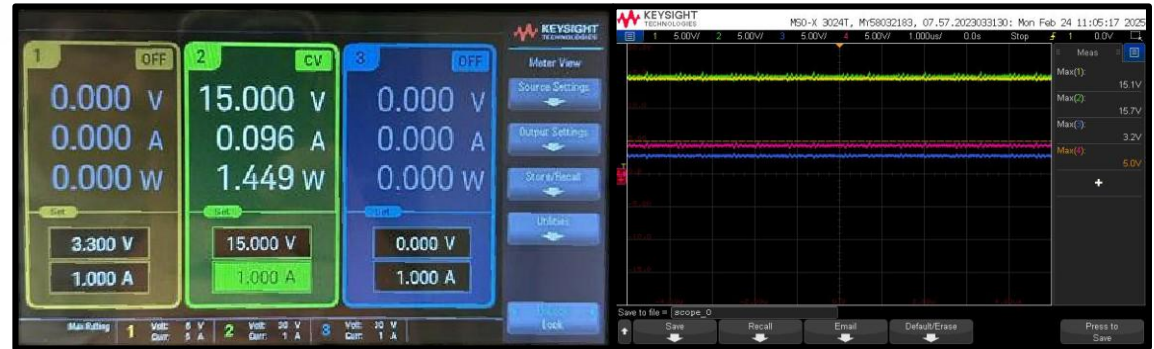 KEYSIGHT
TECHNOLOGIES
Meter View
Source Settings
Output Settings
Store/Recall
Utilities
Lock
1 OFF
0.000 V
0.000 A
0.000 W
Set
3.300 V
1.000 A
2 CV
15.000 V
0.096 A
1.449 W
Set
15.000 V
1.000 A
3 OFF
0.000 V
0.000 A
0.000 W
Set
0.000 V
1.000 A
Max Rating 1 Volt: 6 V Curr: 5 A 2 Volt: 30 V Curr: 1 A 3 Volt: 30 V Curr: 1 A
KEYSIGHT
TECHNOLOGIES
MSO-X 3024T, MY58032183, 07.57.2023033130: Mon Feb 24 11:05:17 2025
1 5.00V/ 2 5.00V/ 3 5.00V/ 4 5.00V/ 1.000us/ 0.0s Stop 1 0.0V
Meas
Max(1):
15.1V
Max(2):
15.7V
Max(3):
3.2V
Max(4):
5.0V
Save to file = scope_0
Save
Recall
Email
Default/Erase
Press to
Save